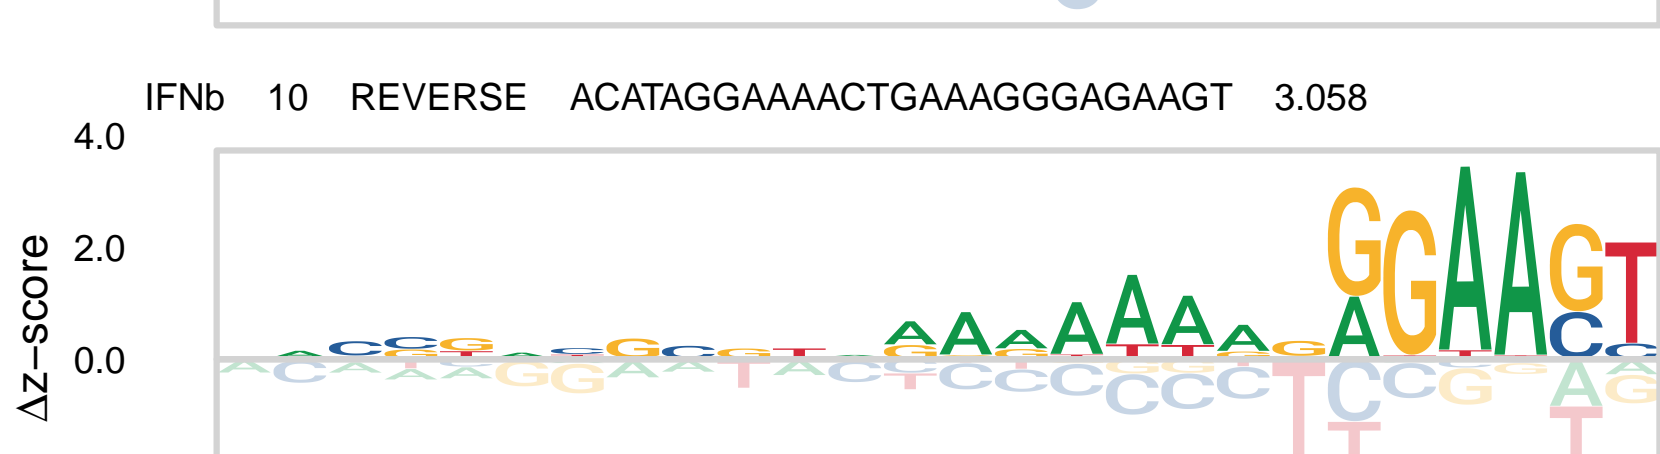 IFNb 10 REVERSE ACATAGGAAAACTGAAAGGGAGAAGT 3.058
4.0
2.0
0.0
Δz−score